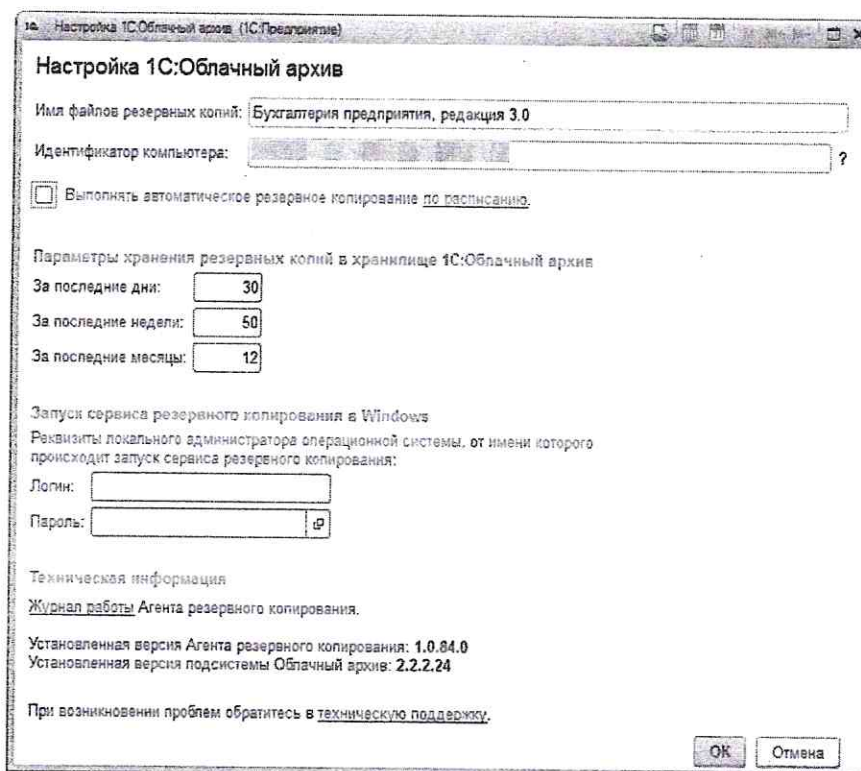 Настройка 1С:Облачный архив (1С:Предприятие)
Настройка 1С:Облачный архив
Имя файлов резервных копий: Бухгалтерия предприятия, редакция 3.0
Идентификатор компьютера: ?
Выполнять автоматическое резервное копирование по расписанию.
Параметры хранения резервных копий в хранилище 1С:Облачный архив
За последние дни: 30
За последние недели: 50
За последние месяцы: 12
Запуск сервиса резервного копирования в Windows
Реквизиты локального администратора операционной системы, от имени которого
происходит запуск сервиса резервного копирования:
Логин:
Пароль:
Техническая информация
Журнал работы Агента резервного копирования.
Установленная версия Агента резервного копирования: 1.0.84.0
Установленная версия подсистемы Облачный архив: 2.2.2.24
При возникновении проблем обратитесь в техническую поддержку.
ОК Отмена